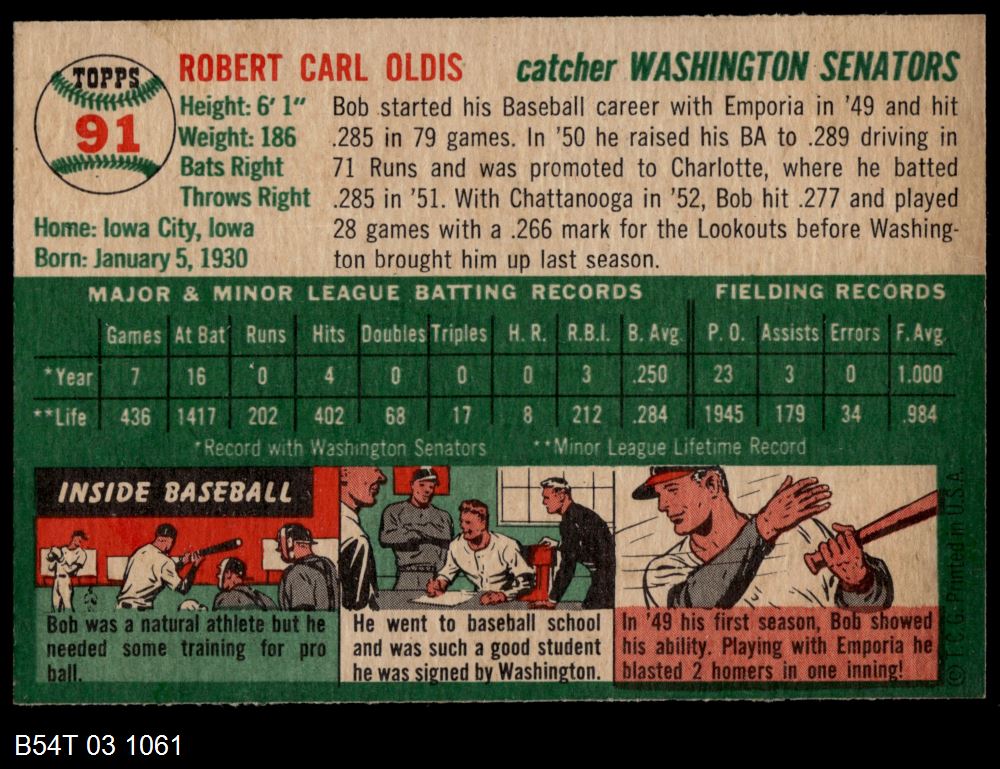 TOPPS
91
ROBERT CARL OLDIS
catcher WASHINGTON SENATORS
Height: 6' 1"
Weight: 186
Bats Right
Throws Right
Home: Iowa City, Iowa
Born: January 5, 1930
Bob started his Baseball career with Emporia in '49 and hit
.285 in 79 games. In '50 he raised his BA to .289 driving in
71 Runs and was promoted to Charlotte, where he batted
.285 in '51. With Chattanooga in '52, Bob hit .277 and played
28 games with a .266 mark for the Lookouts before Washing-
ton brought him up last season.
MAJOR & MINOR LEAGUE BATTING RECORDS FIELDING RECORDS
Games At Bat Runs Hits Doubles Triples H. R. R.B.I. B. Avg. P. O. Assists Errors F. Avg.
*Year 7 16 0 4 0 0 0 3 .250 23 3 0 1.000
**Life 436 1417 202 402 68 17 8 212 .284 1945 179 34 .984
*Record with Washington Senators **Minor League Lifetime Record
INSIDE BASEBALL
Bob was a natural athlete but he
needed some training for pro
ball.
He went to baseball school
and was such a good student
he was signed by Washington.
In '49 his first season, Bob showed
his ability. Playing with Emporia he
blasted 2 homers in one inning!
© T. C. G. Printed in U.S.A.
B54T 03 1061